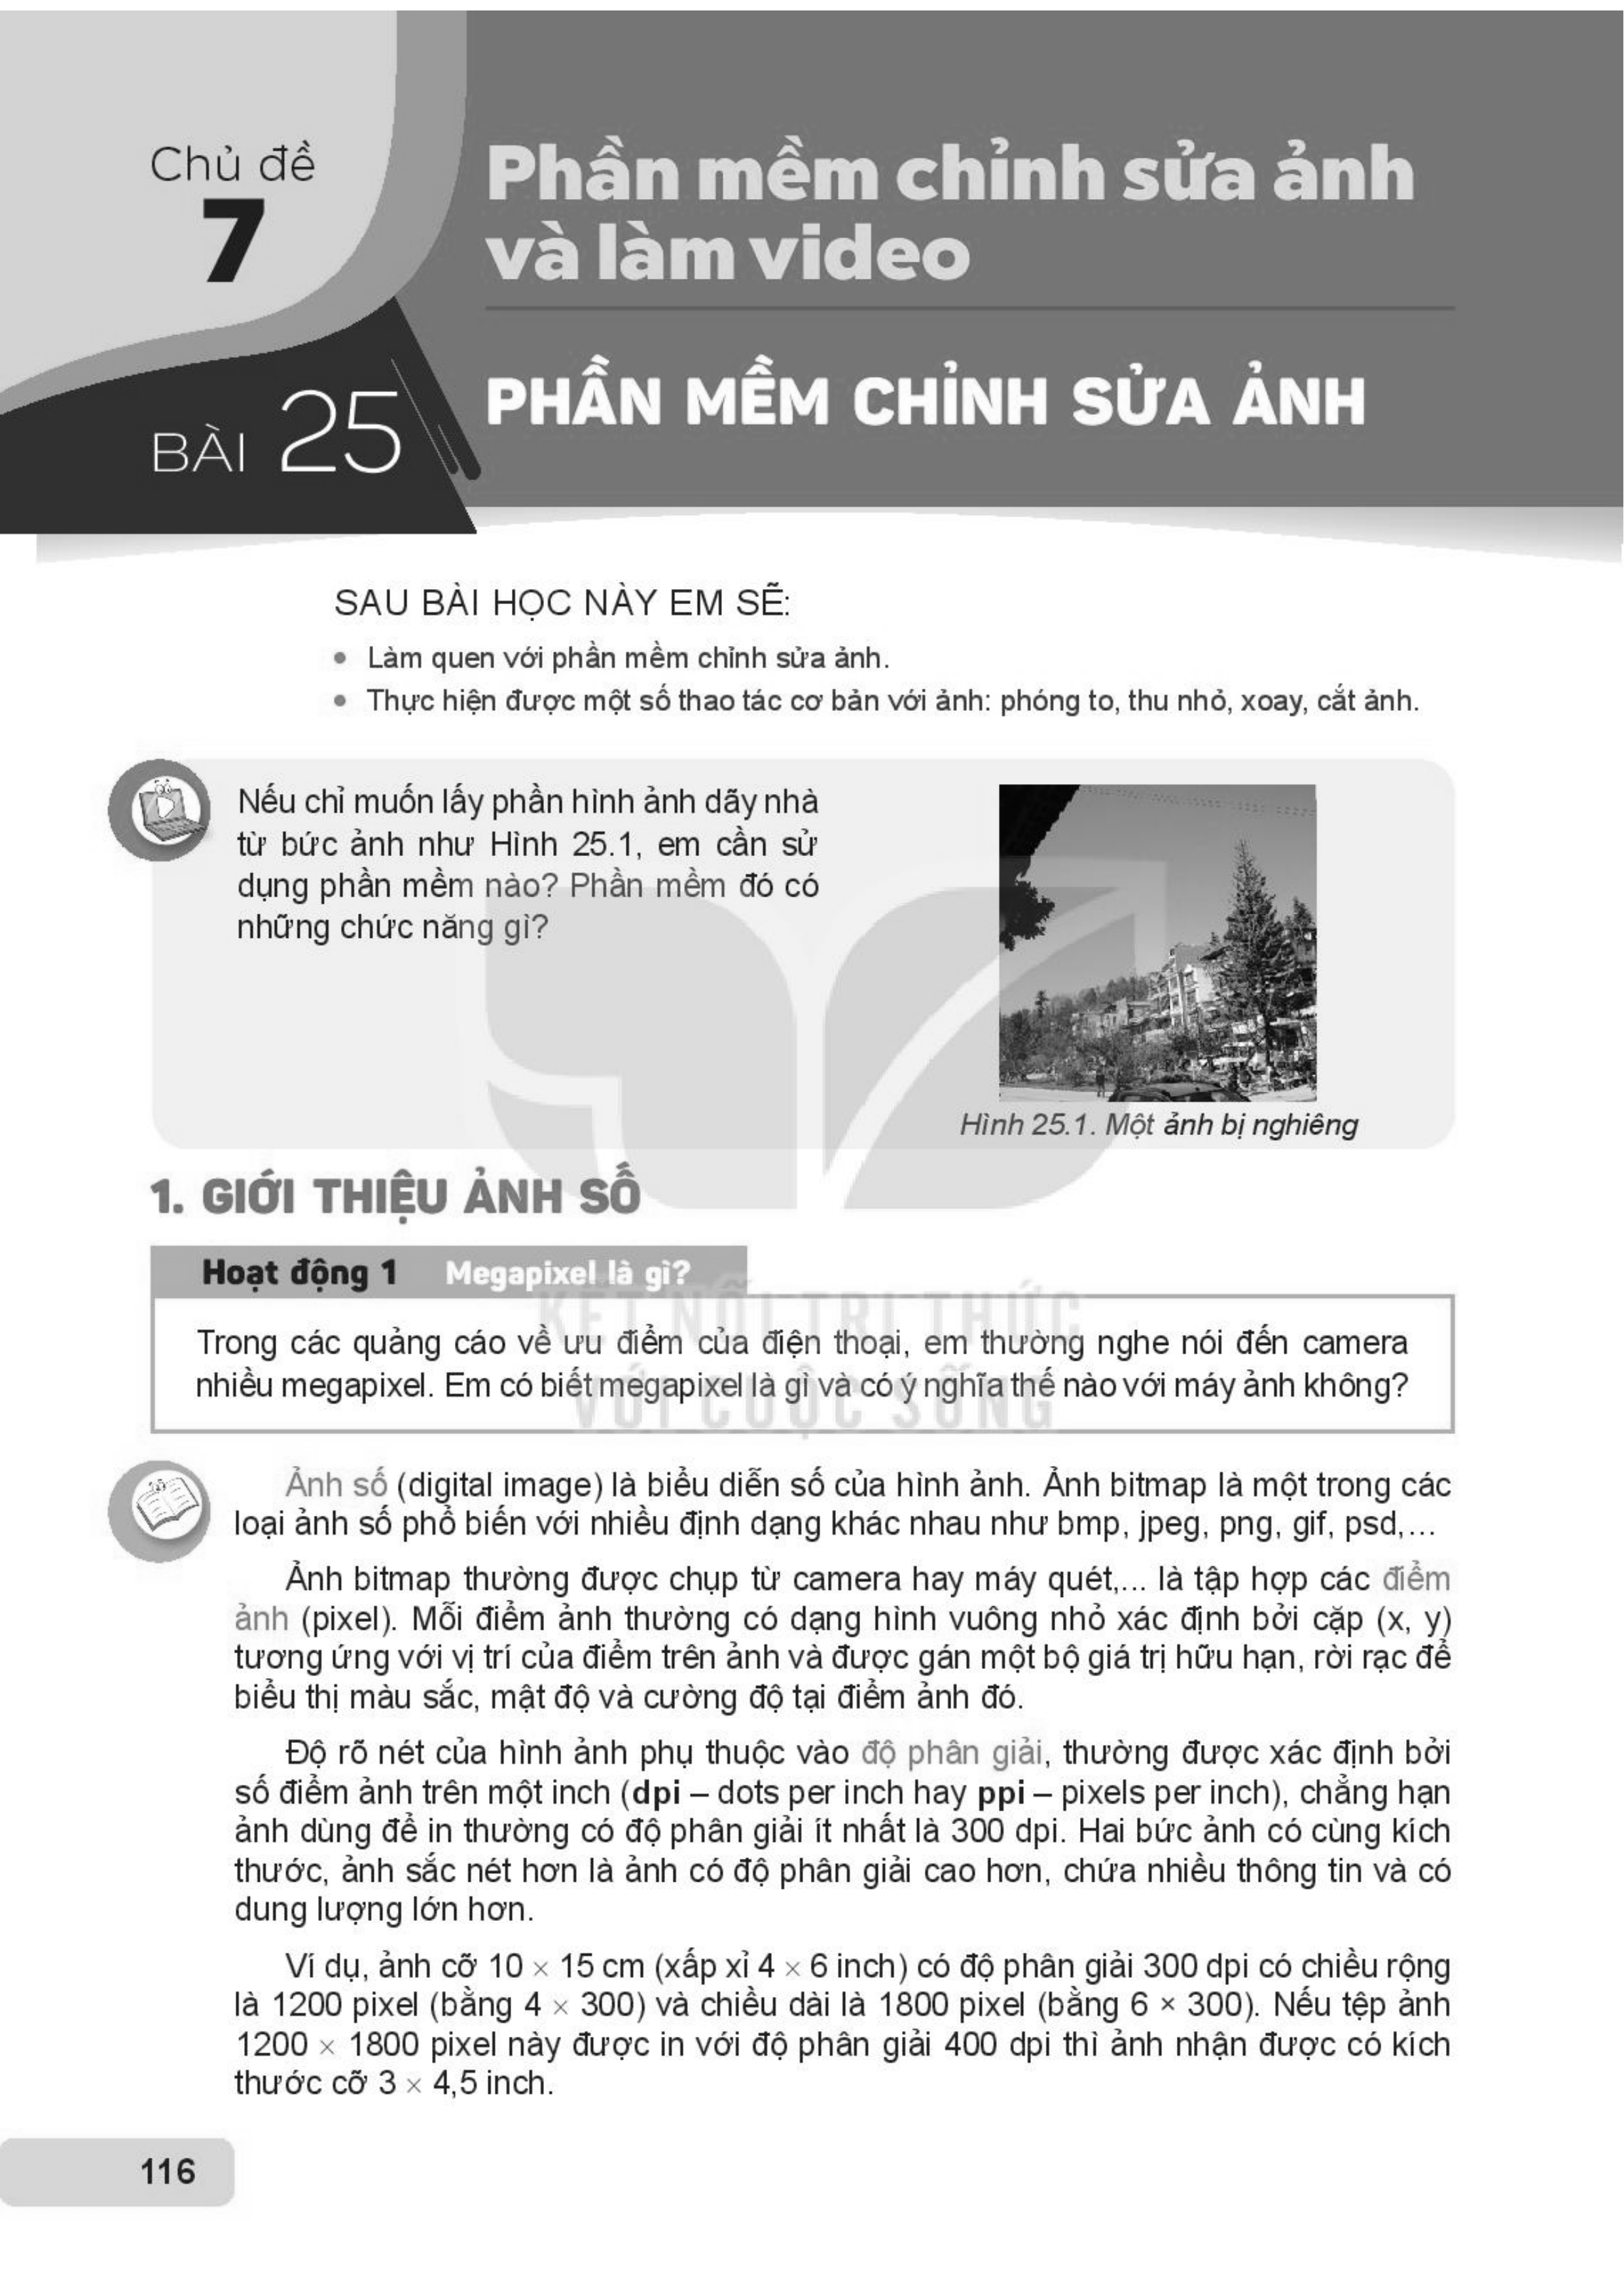 Chủ đề
7
Phần mềm chỉnh sửa ảnh
và làm video
BÀI 25
PHẦN MỀM CHỈNH SỬA ẢNH
SAU BÀI HỌC NÀY EM SẼ:
• Làm quen với phần mềm chỉnh sửa ảnh.
• Thực hiện được một số thao tác cơ bản với ảnh: phóng to, thu nhỏ, xoay, cắt ảnh.
Nếu chỉ muốn lấy phần hình ảnh dãy nhà
từ bức ảnh như Hình 25.1, em cần sử
dụng phần mềm nào? Phần mềm đó có
những chức năng gì?
Hình 25.1. Một ảnh bị nghiêng
1. GIỚI THIỆU ẢNH SỐ
Hoạt động 1 Megapixel là gì?
KẾT NỐI TRI THỨC
VỚI CUỘC SỐNG
Trong các quảng cáo về ưu điểm của điện thoại, em thường nghe nói đến camera
nhiều megapixel. Em có biết megapixel là gì và có ý nghĩa thế nào với máy ảnh không?
Ảnh số (digital image) là biểu diễn số của hình ảnh. Ảnh bitmap là một trong các
loại ảnh số phổ biến với nhiều định dạng khác nhau như bmp, jpeg, png, gif, psd,...
Ảnh bitmap thường được chụp từ camera hay máy quét,... là tập hợp các điểm
ảnh (pixel). Mỗi điểm ảnh thường có dạng hình vuông nhỏ xác định bởi cặp (x, y)
tương ứng với vị trí của điểm trên ảnh và được gán một bộ giá trị hữu hạn, rời rạc để
biểu thị màu sắc, mật độ và cường độ tại điểm ảnh đó.
Độ rõ nét của hình ảnh phụ thuộc vào độ phân giải, thường được xác định bởi
số điểm ảnh trên một inch (dpi – dots per inch hay ppi – pixels per inch), chẳng hạn
ảnh dùng để in thường có độ phân giải ít nhất là 300 dpi. Hai bức ảnh có cùng kích
thước, ảnh sắc nét hơn là ảnh có độ phân giải cao hơn, chứa nhiều thông tin và có
dung lượng lớn hơn.
Ví dụ, ảnh cỡ 10 × 15 cm (xấp xỉ 4 × 6 inch) có độ phân giải 300 dpi có chiều rộng
là 1200 pixel (bằng 4 × 300) và chiều dài là 1800 pixel (bằng 6 × 300). Nếu tệp ảnh
1200 × 1800 pixel này được in với độ phân giải 400 dpi thì ảnh nhận được có kích
thước cỡ 3 × 4,5 inch.
116